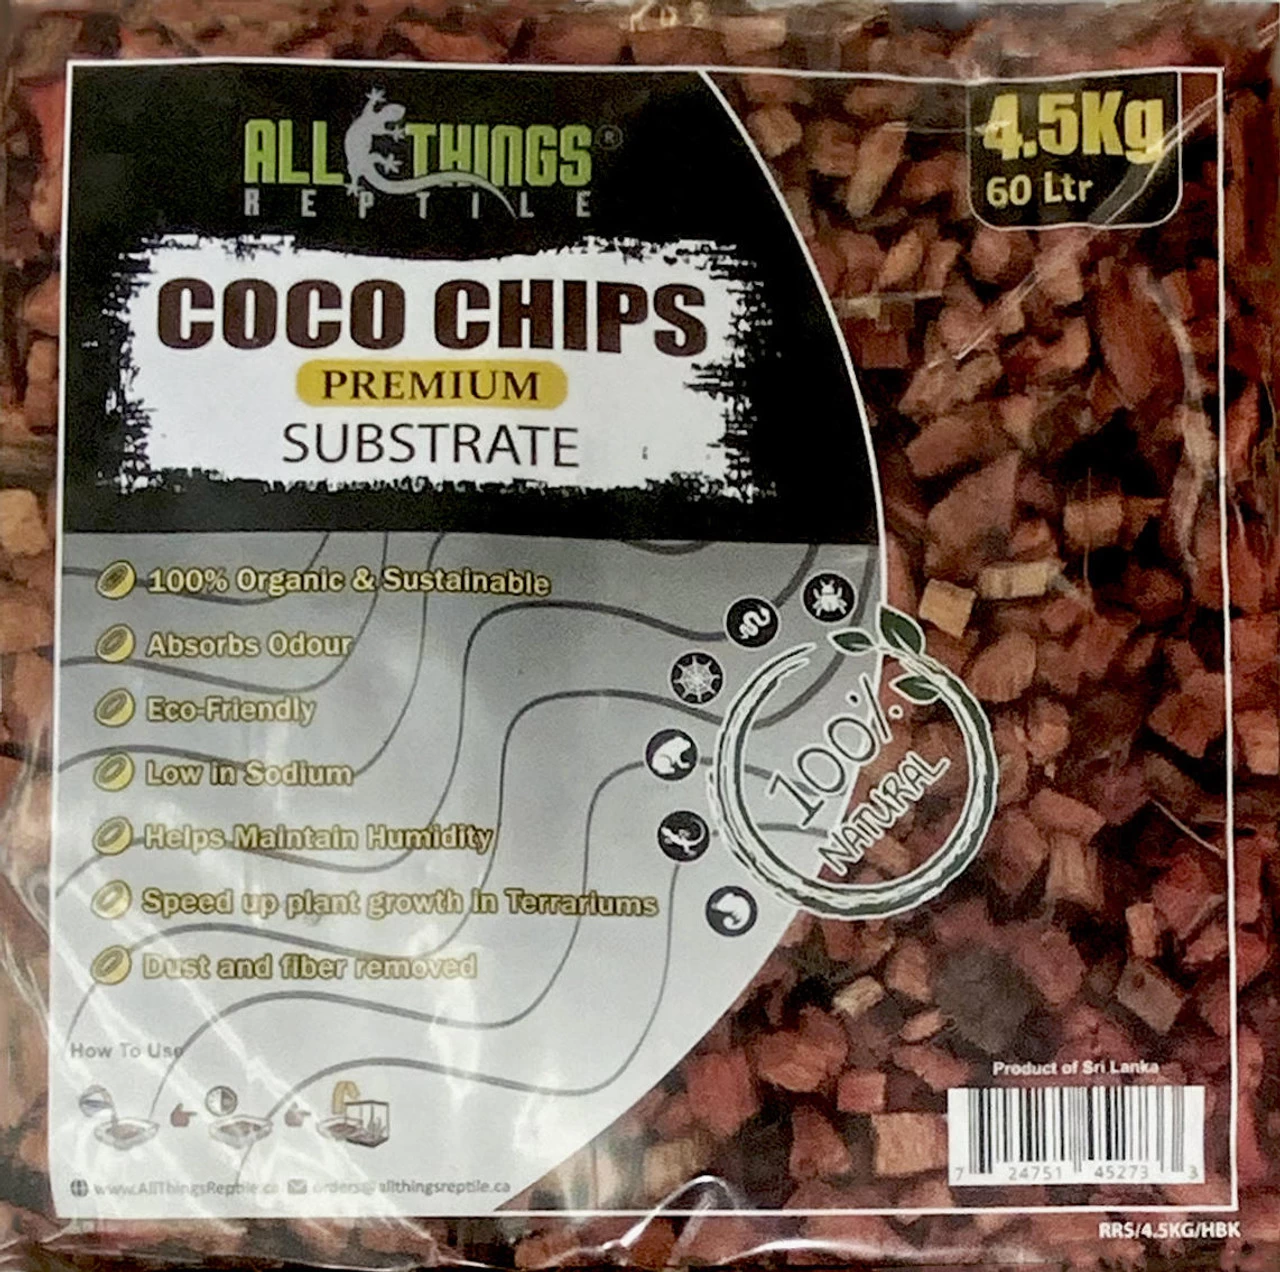 ALL THINGS®
REPTILE
4.5Kg
60 Ltr
COCO CHIPS
PREMIUM
SUBSTRATE
100% Organic & Sustainable
Absorbs Odour
Eco-Friendly
Low in Sodium
Helps Maintain Humidity
Speed up plant growth in Terrariums
Dust and fiber removed
100%
NATURAL
How To Use
www.AllThingsReptile.ca orders@allthingsreptile.ca
Product of Sri Lanka
7 24751 45273 3
RRS/4.5KG/HBK